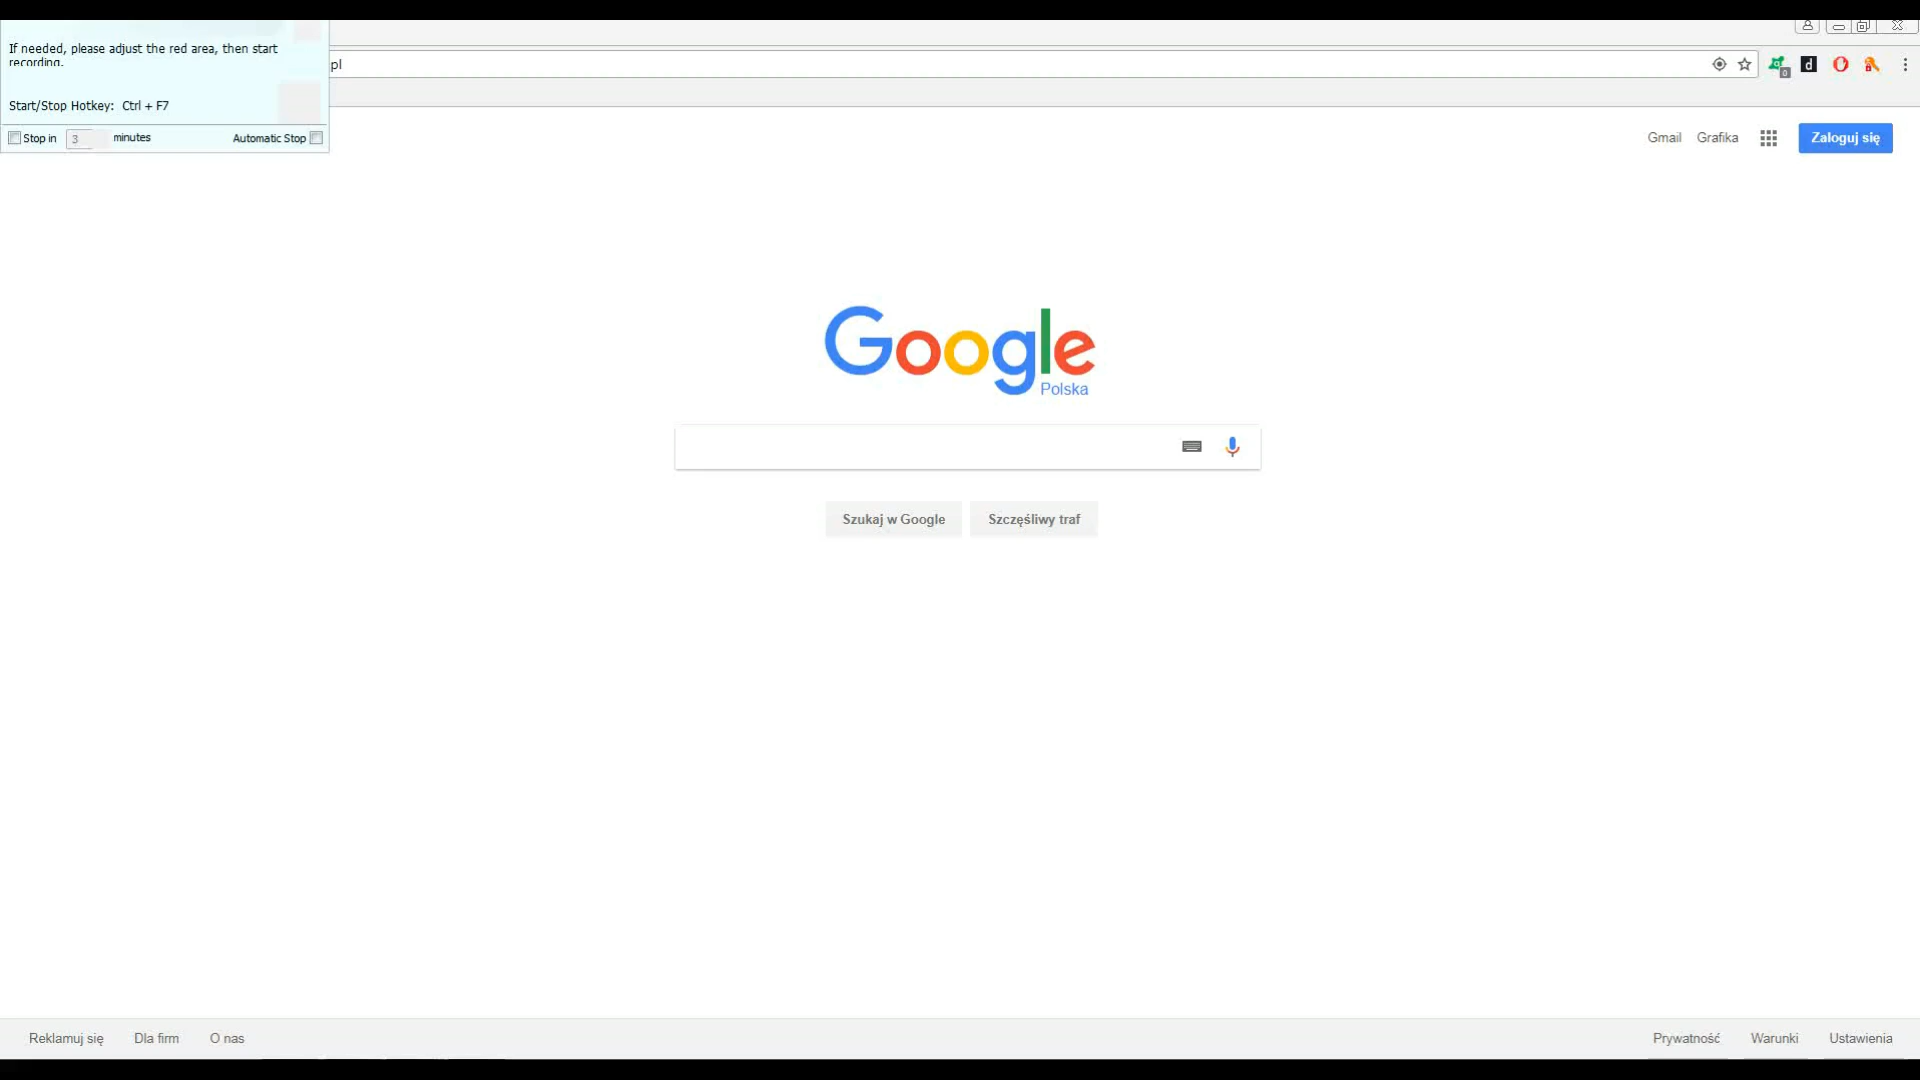 If needed, please adjust the red area, then start
recording.
pl
d
0
Start/Stop Hotkey: Ctrl + F7
Stop in 3 minutes Automatic Stop
Gmail Grafika Zaloguj się
Google
Polska
Szukaj w Google Szczęśliwy traf
Reklamuj się Dla firm O nas Prywatność Warunki Ustawienia